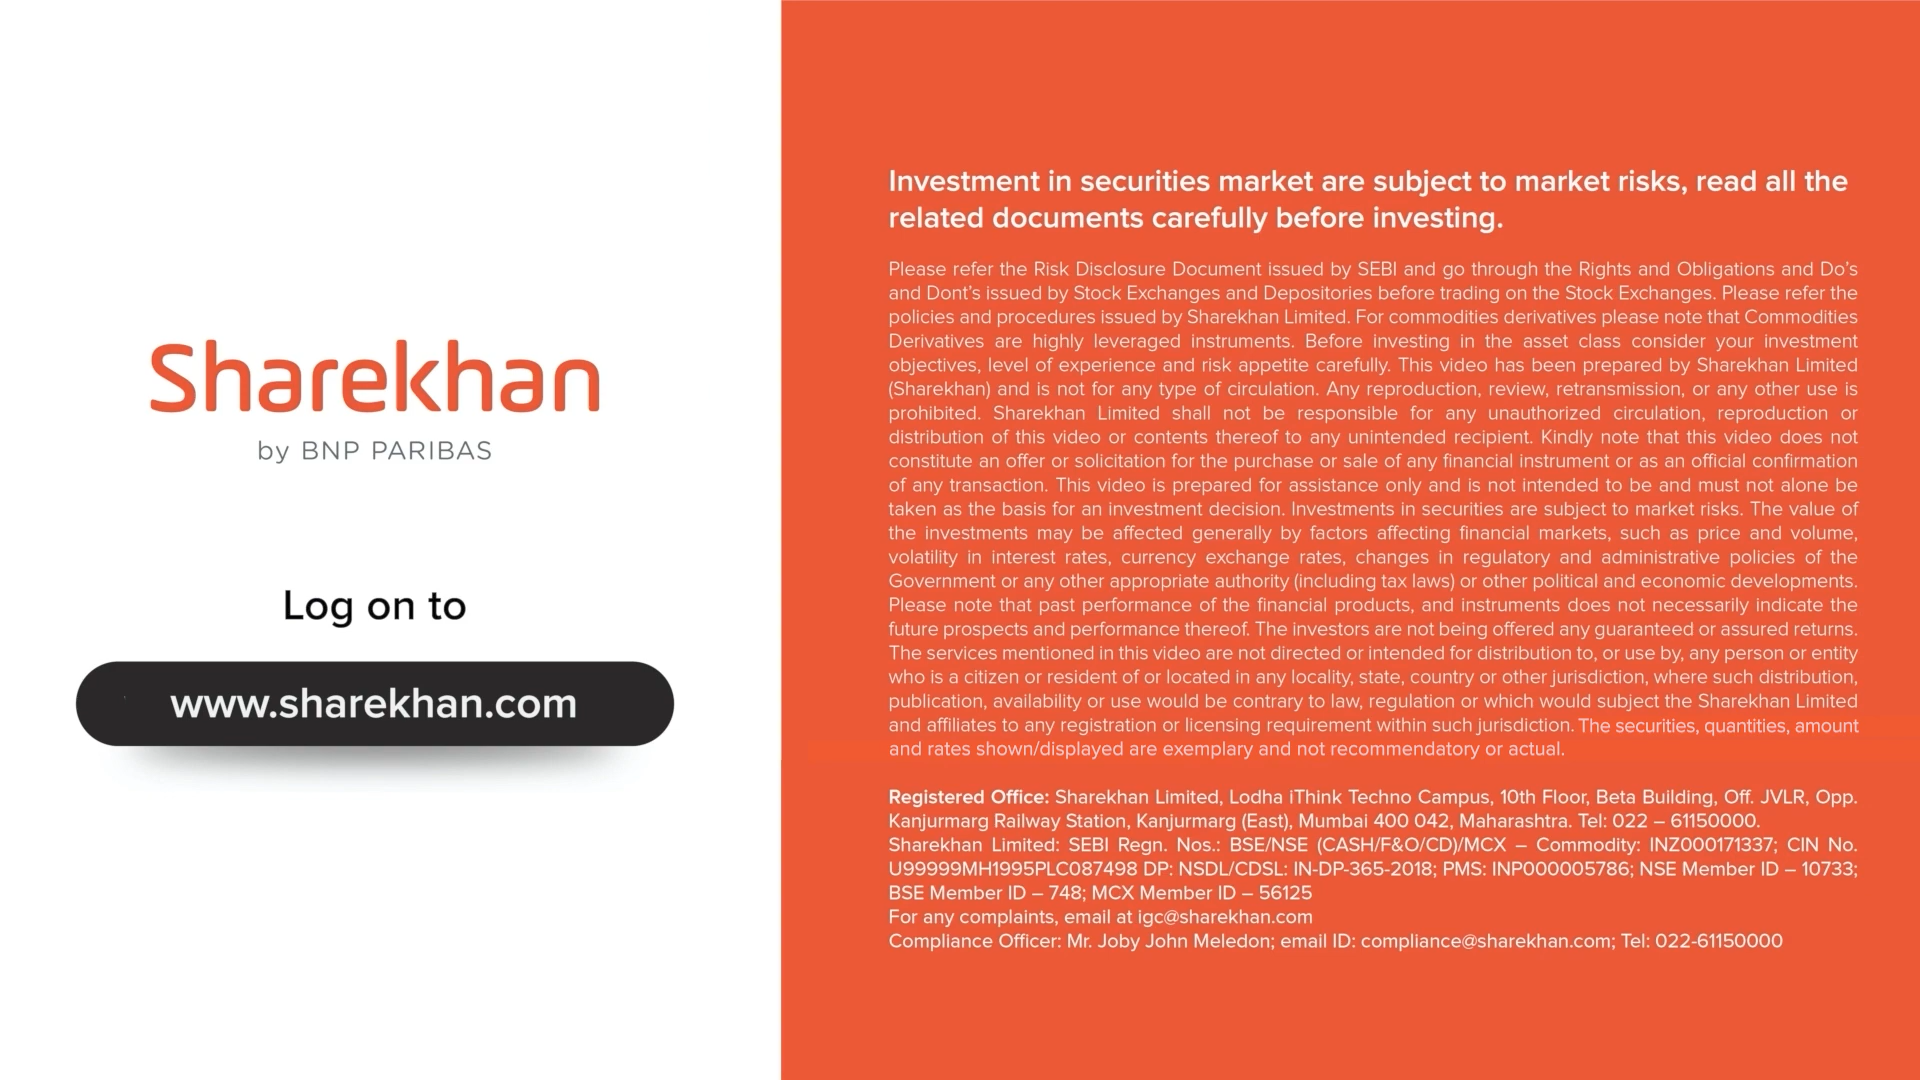 Sharekhan
by BNP PARIBAS
Log on to
www.sharekhan.com
Investment in securities market are subject to market risks, read all the
related documents carefully before investing.
Please refer the Risk Disclosure Document issued by SEBI and go through the Rights and Obligations and Do’s
and Dont’s issued by Stock Exchanges and Depositories before trading on the Stock Exchanges. Please refer the
policies and procedures issued by Sharekhan Limited. For commodities derivatives please note that Commodities
Derivatives are highly leveraged instruments. Before investing in the asset class consider your investment
objectives, level of experience and risk appetite carefully. This video has been prepared by Sharekhan Limited
(Sharekhan) and is not for any type of circulation. Any reproduction, review, retransmission, or any other use is
prohibited. Sharekhan Limited shall not be responsible for any unauthorized circulation, reproduction or
distribution of this video or contents thereof to any unintended recipient. Kindly note that this video does not
constitute an offer or solicitation for the purchase or sale of any financial instrument or as an official confirmation
of any transaction. This video is prepared for assistance only and is not intended to be and must not alone be
taken as the basis for an investment decision. Investments in securities are subject to market risks. The value of
the investments may be affected generally by factors affecting financial markets, such as price and volume,
volatility in interest rates, currency exchange rates, changes in regulatory and administrative policies of the
Government or any other appropriate authority (including tax laws) or other political and economic developments.
Please note that past performance of the financial products, and instruments does not necessarily indicate the
future prospects and performance thereof. The investors are not being offered any guaranteed or assured returns.
The services mentioned in this video are not directed or intended for distribution to, or use by, any person or entity
who is a citizen or resident of or located in any locality, state, country or other jurisdiction, where such distribution,
publication, availability or use would be contrary to law, regulation or which would subject the Sharekhan Limited
and affiliates to any registration or licensing requirement within such jurisdiction. The securities, quantities, amount
and rates shown/displayed are exemplary and not recommendatory or actual.
Registered Office: Sharekhan Limited, Lodha iThink Techno Campus, 10th Floor, Beta Building, Off. JVLR, Opp.
Kanjurmarg Railway Station, Kanjurmarg (East), Mumbai 400 042, Maharashtra. Tel: 022 – 61150000.
Sharekhan Limited: SEBI Regn. Nos.: BSE/NSE (CASH/F&O/CD)/MCX – Commodity: INZ000171337; CIN No.
U99999MH1995PLC087498 DP: NSDL/CDSL: IN-DP-365-2018; PMS: INP000005786; NSE Member ID – 10733;
BSE Member ID – 748; MCX Member ID – 56125
For any complaints, email at igc@sharekhan.com
Compliance Officer: Mr. Joby John Meledon; email ID: compliance@sharekhan.com; Tel: 022-61150000